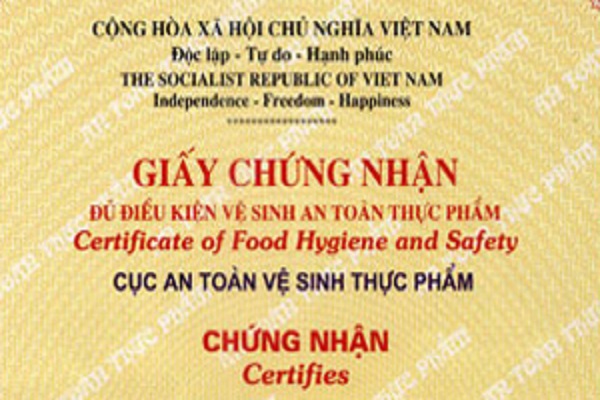 CỘNG HÒA XÃ HỘI CHỦ NGHĨA VIỆT NAM
Độc lập - Tự do - Hạnh phúc
THE SOCIALIST REPUBLIC OF VIET NAM
Independence - Freedom - Happiness
GIẤY CHỨNG NHẬN
ĐỦ ĐIỀU KIỆN VỆ SINH AN TOÀN THỰC PHẨM
Certificate of Food Hygiene and Safety
CỤC AN TOÀN VỆ SINH THỰC PHẨM
CHỨNG NHẬN
Certifies